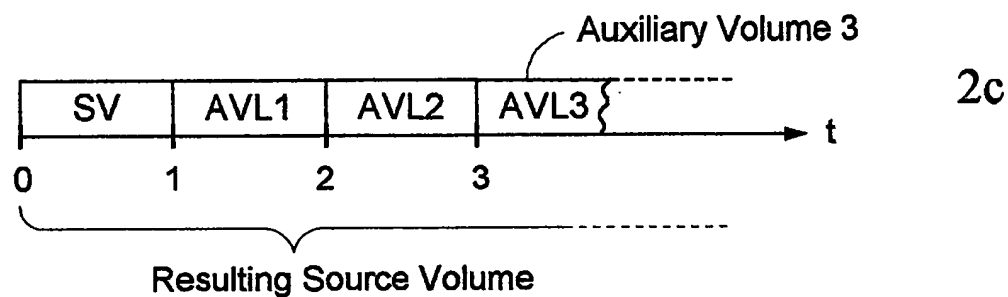 Auxiliary Volume 3
SV AVL1 AVL2 AVL3
2c
t
0 1 2 3
Resulting Source Volume